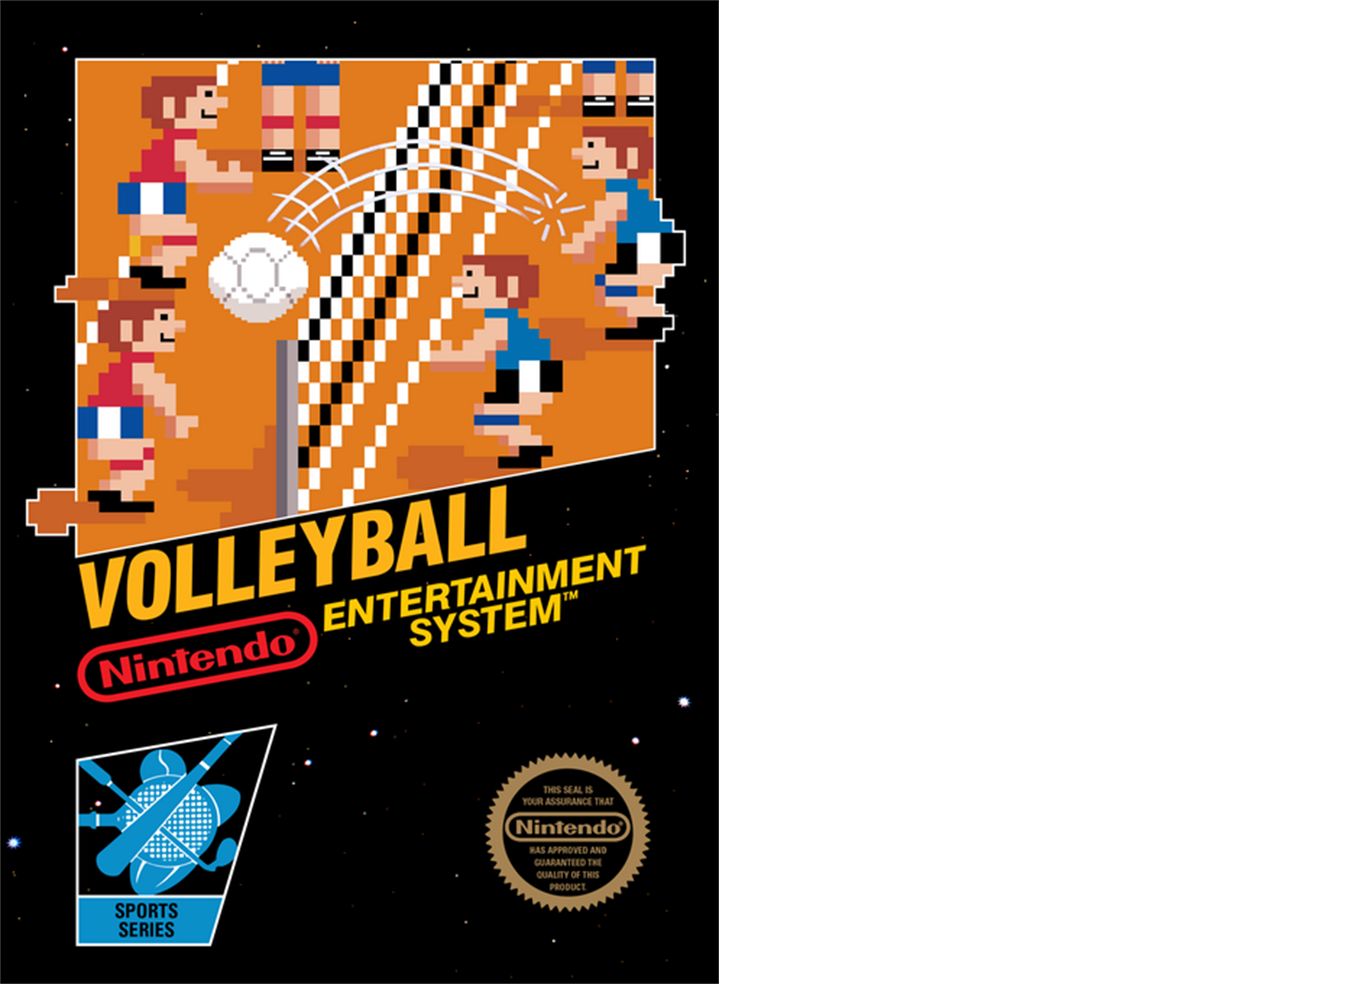 VOLLEYBALL
Nintendo®
ENTERTAINMENT
SYSTEM™
SPORTS
SERIES
THIS SEAL IS
YOUR ASSURANCE THAT
Nintendo®
HAS APPROVED AND
GUARANTEED THE
QUALITY OF THIS
PRODUCT.